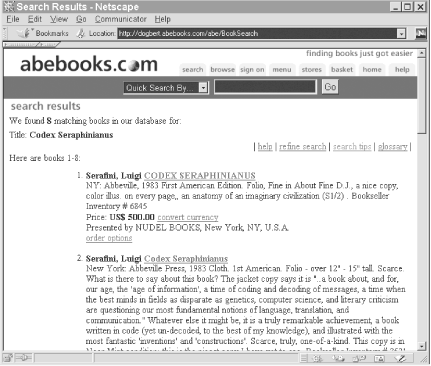 Search Results - Netscape
File Edit View Go Communicator Help
Bookmarks Location: http://dogbert.abebooks.com/abe/BookSearch
finding books just got easier
abebooks.com
search browse sign on menu stores basket home help
Quick Search By... Go
search results
We found 8 matching books in our database for:
Title: Codex Seraphinianus
| help | refine search | search tips | glossary |
Here are books 1-8:
1. Serafini, Luigi CODEX SERAPHINIANUS
NY: Abbeville, 1983 First American Edition. Folio, Fine in About Fine D.J., a nice copy,
color illus. on every page,, an anatomy of an imaginary civilization (S1/2) . Bookseller
Inventory # 6845
Price: US$ 500.00 convert currency
Presented by NUDEL BOOKS, New York, NY, U.S.A.
order options
2. Serafini, Luigi Codex Seraphinianus
New York: Abbeville Press, 1983 Cloth. 1st American. Folio - over 12" - 15" tall. Scarce.
What is there to say about this book? The jacket copy says it is "...a book about, and for,
our age, the 'age of information', a time of coding and decoding of messages, a time when
the best minds in fields as disparate as genetics, computer science, and literary criticism
are questioning our most fundamental notions of language, translation, and
communication." Whatever else it might be, it is a truly remarkable achievement, a book
written in code (yet un-decoded, to the best of my knowledge), and illustrated with the
most fantastic 'inventions' and 'constructions'. Scarce, truly, one-of-a-kind. This copy is in